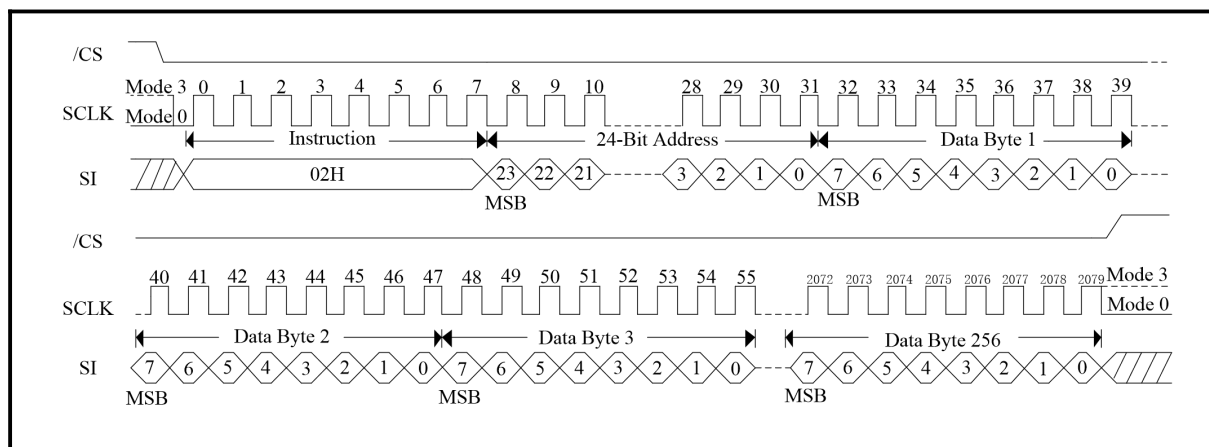 /CS
Mode 3 0 1 2 3 4 5 6 7 8 9 10 28 29 30 31 32 33 34 35 36 37 38 39
SCLK Mode 0
Instruction 24-Bit Address Data Byte 1
SI 02H 23 22 21 3 2 1 0 7 6 5 4 3 2 1 0
MSB MSB
/CS
40 41 42 43 44 45 46 47 48 49 50 51 52 53 54 55 2072 2073 2074 2075 2076 2077 2078 2079 Mode 3
SCLK Mode 0
Data Byte 2 Data Byte 3 Data Byte 256
SI 7 6 5 4 3 2 1 0 7 6 5 4 3 2 1 0 7 6 5 4 3 2 1 0
MSB MSB MSB